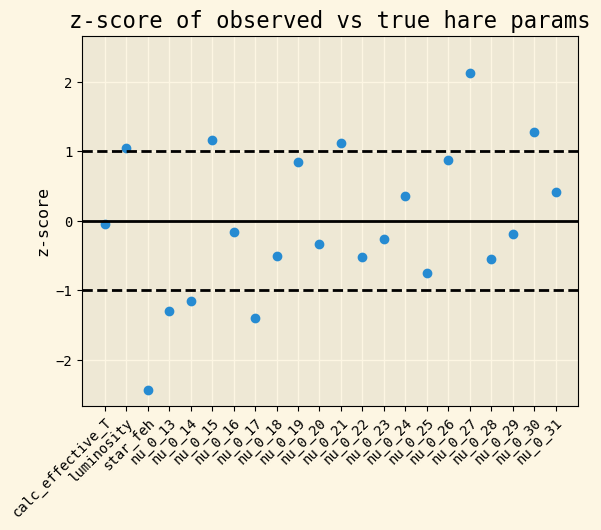 z-score of observed vs true hare params
z-score
2
1
0
−1
−2
calc_effective_T
luminosity
star_feh
nu_0_13
nu_0_14
nu_0_15
nu_0_16
nu_0_17
nu_0_18
nu_0_19
nu_0_20
nu_0_21
nu_0_22
nu_0_23
nu_0_24
nu_0_25
nu_0_26
nu_0_27
nu_0_28
nu_0_29
nu_0_30
nu_0_31